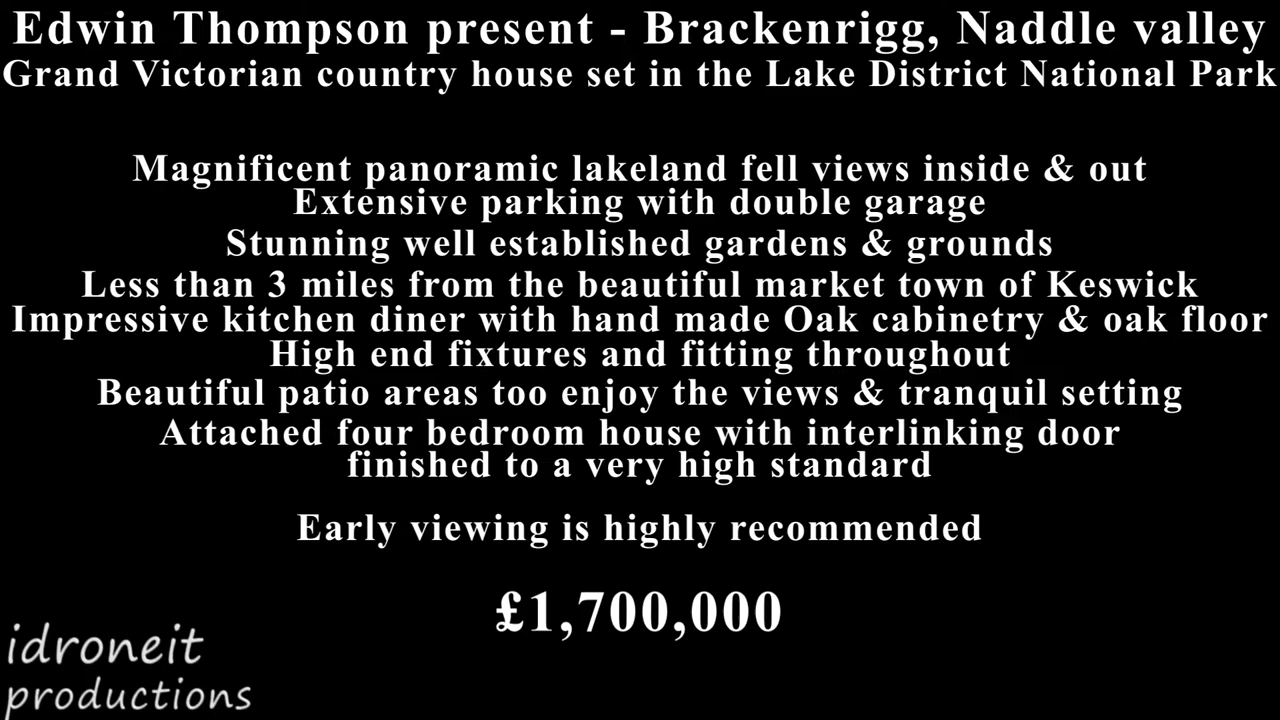 Edwin Thompson present - Brackenrigg, Naddle valley
Grand Victorian country house set in the Lake District National Park
Magnificent panoramic lakeland fell views inside & out
Extensive parking with double garage
Stunning well established gardens & grounds
Less than 3 miles from the beautiful market town of Keswick
Impressive kitchen diner with hand made Oak cabinetry & oak floor
High end fixtures and fitting throughout
Beautiful patio areas too enjoy the views & tranquil setting
Attached four bedroom house with interlinking door
finished to a very high standard
Early viewing is highly recommended
£1,700,000
idroneit
productions